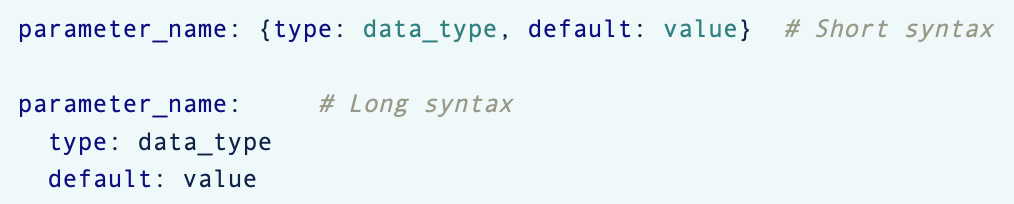 parameter_name: {type: data_type, default: value}  # Short syntax
parameter_name:     # Long syntax
  type: data_type
  default: value